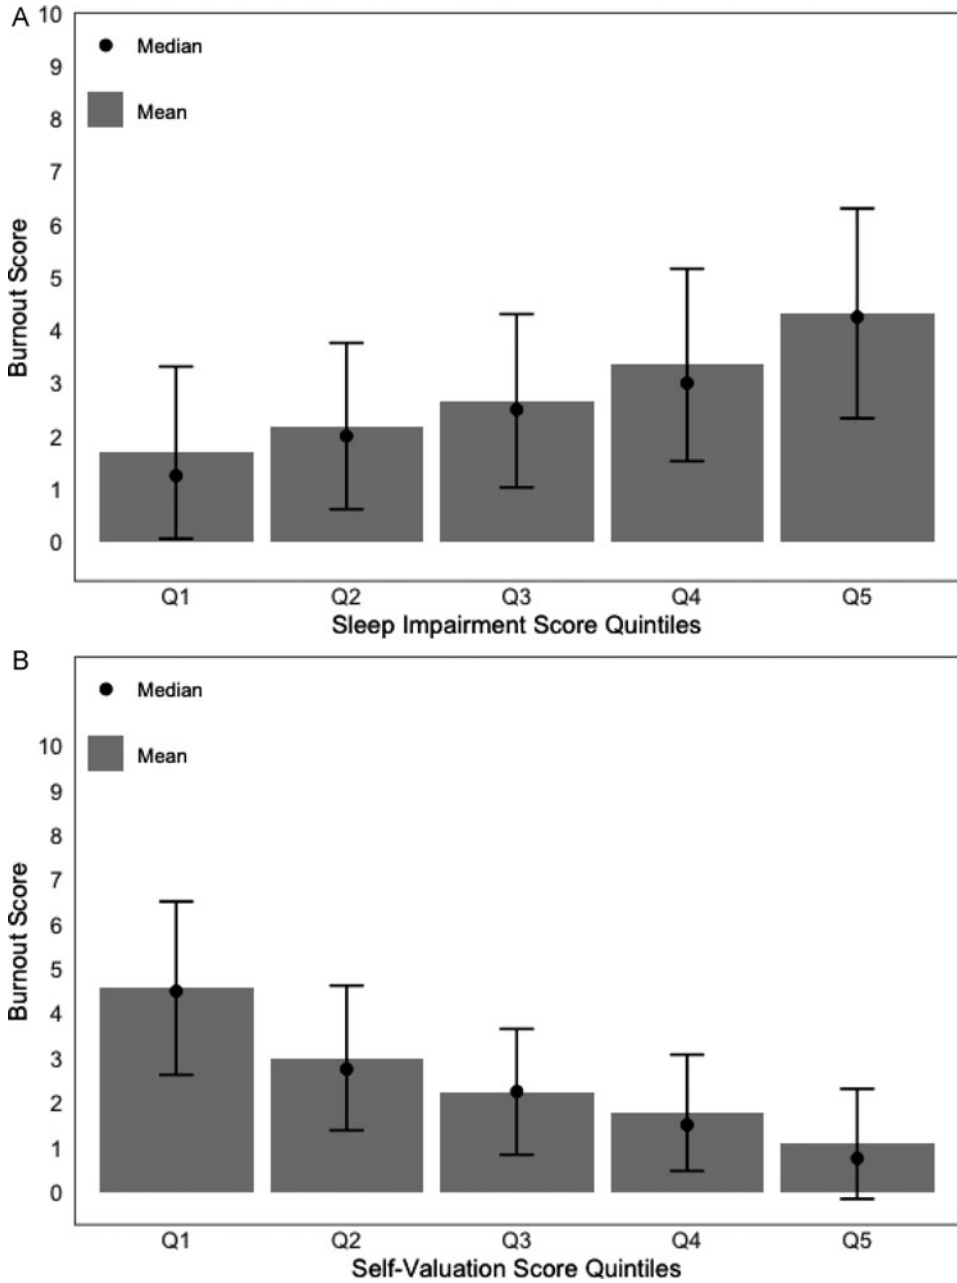 A
10
Median
9
Mean
8
7
6
5
4
3
2
1
0
Burnout Score
Q1 Q2 Q3 Q4 Q5
Sleep Impairment Score Quintiles
B
Median
10
Mean
9
8
7
6
5
4
3
2
1
0
Burnout Score
Q1 Q2 Q3 Q4 Q5
Self-Valuation Score Quintiles